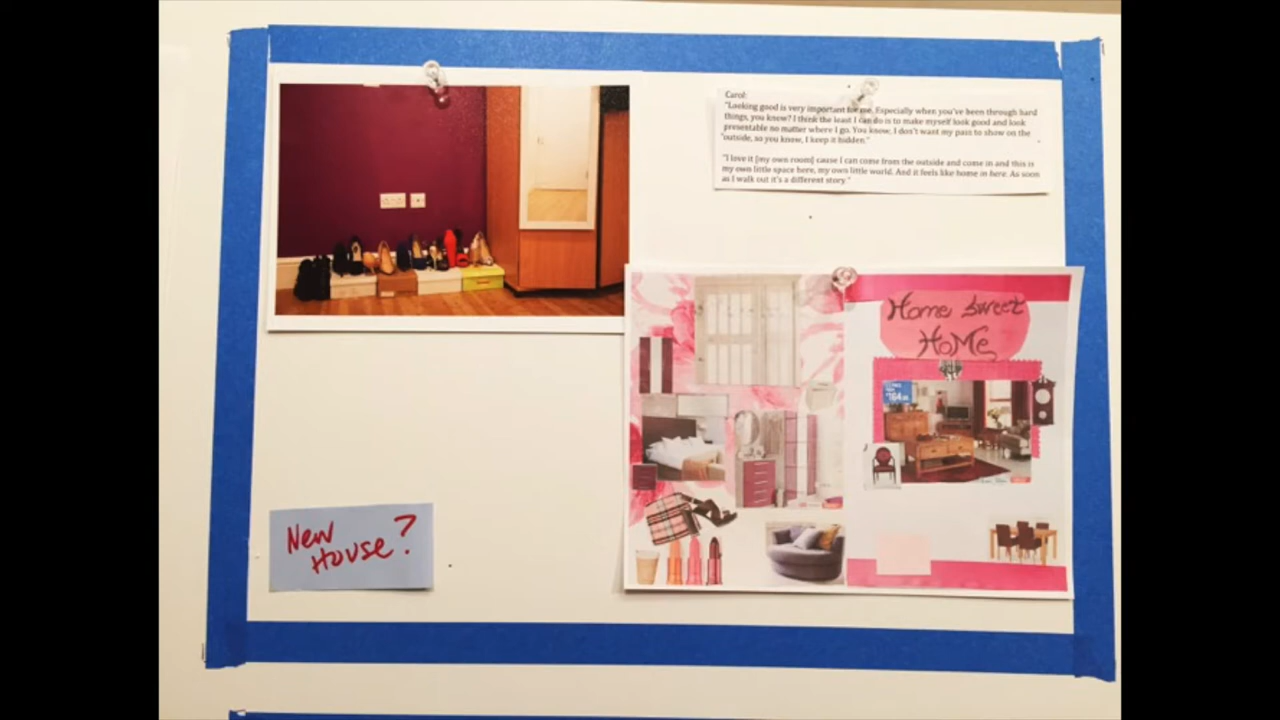 Carol:
"Looking good is very important for me. Especially when you've been through hard
things, you know? I think the least I can do is to make myself look good and look
presentable no matter where I go. You know, I don't want my pass to show on the
outside, so you know, I keep it hidden."
"I love it [my own room] cause I can come from the outside and come in and this is
my own little space here, my own little world. And it feels like home in here. As soon
as I walk out it's a different story."
Home Sweet
HoMe
New
House?